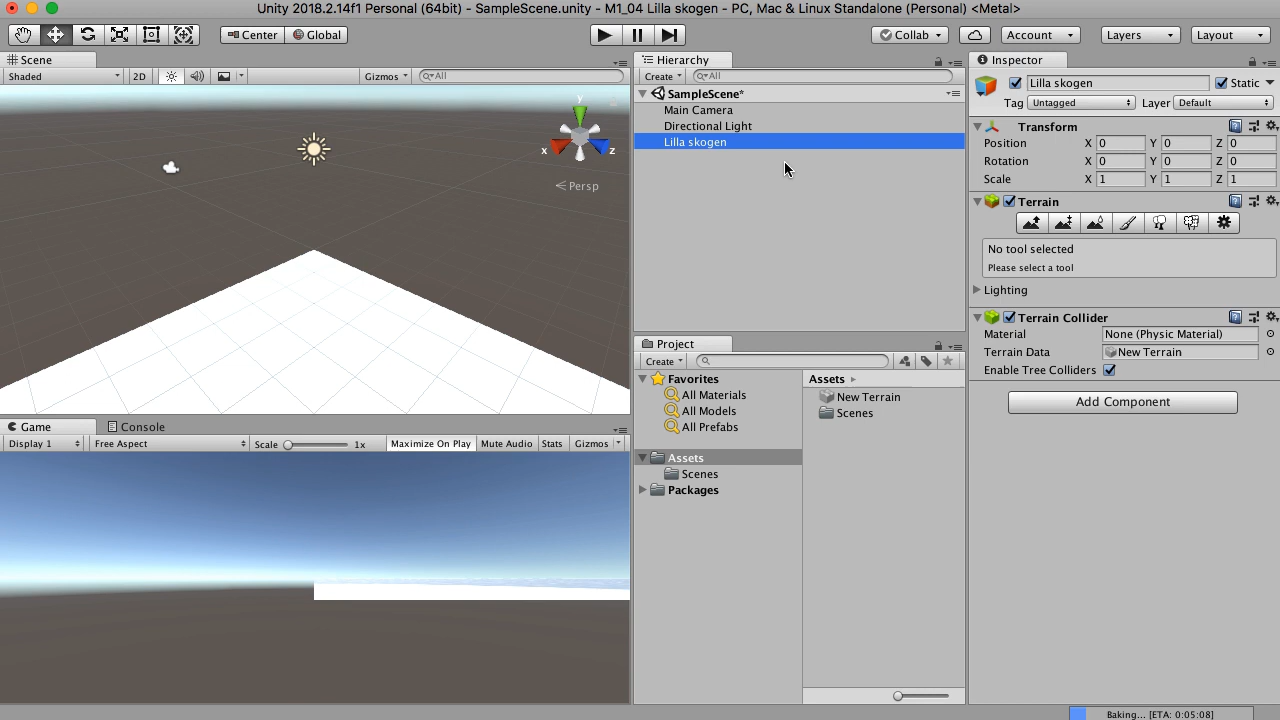 Unity 2018.2.14f1 Personal (64bit) - SampleScene.unity - M1_04 Lilla skogen - PC, Mac & Linux Standalone (Personal) <Metal>
Center Global Collab Account Layers Layout
Scene
Shaded 2D Gizmos All
y
x z
Persp
Game Console
Display 1 Free Aspect Scale 1x Maximize On Play Mute Audio Stats Gizmos
Hierarchy
Create All
SampleScene*
Main Camera
Directional Light
Lilla skogen
Project
Create
Favorites
All Materials
All Models
All Prefabs
Assets
Scenes
Packages
Assets
New Terrain
Scenes
Inspector
Lilla skogen Static
Tag Untagged Layer Default
Transform
Position X 0 Y 0 Z 0
Rotation X 0 Y 0 Z 0
Scale X 1 Y 1 Z 1
Terrain
No tool selected
Please select a tool
Lighting
Terrain Collider
Material None (Physic Material)
Terrain Data New Terrain
Enable Tree Colliders
Add Component
Baking... [ETA: 0:05:08]